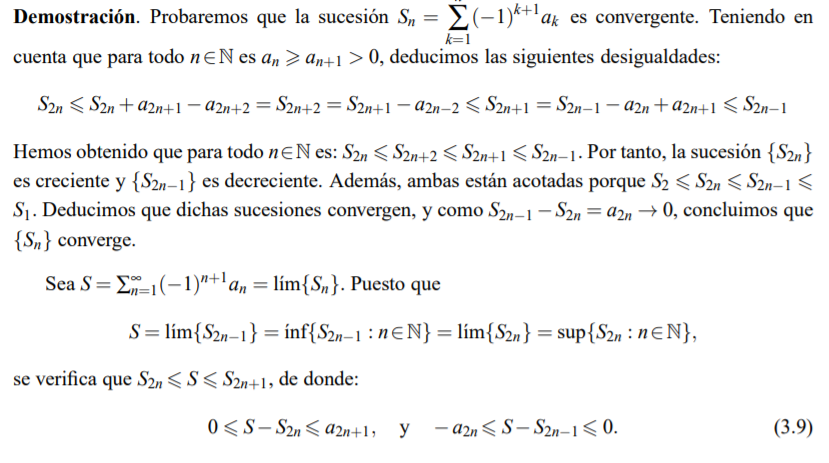 Demostración. Probaremos que la sucesión $S_n = \sum_{k=1} (-1)^{k+1} a_k$ es convergente. Teniendo en
cuenta que para todo $n \in \mathbb{N}$ es $a_n \geqslant a_{n+1} > 0$, deducimos las siguientes desigualdades:
$S_{2n} \leqslant S_{2n} + a_{2n+1} - a_{2n+2} = S_{2n+2} = S_{2n+1} - a_{2n-2} \leqslant S_{2n+1} = S_{2n-1} - a_{2n} + a_{2n+1} \leqslant S_{2n-1}$
Hemos obtenido que para todo $n \in \mathbb{N}$ es: $S_{2n} \leqslant S_{2n+2} \leqslant S_{2n+1} \leqslant S_{2n-1}$. Por tanto, la sucesión $\{S_{2n}\}$
es creciente y $\{S_{2n-1}\}$ es decreciente. Además, ambas están acotadas porque $S_2 \leqslant S_{2n} \leqslant S_{2n-1} \leqslant$
$S_1$. Deducimos que dichas sucesiones convergen, y como $S_{2n-1} - S_{2n} = a_{2n} \to 0$, concluimos que
$\{S_n\}$ converge.
Sea $S = \sum_{n=1}^{\infty} (-1)^{n+1} a_n = \lim\{S_n\}$. Puesto que
$S = \text{lím}\{S_{2n-1}\} = \text{ínf}\{S_{2n-1} : n \in \mathbb{N}\} = \text{lím}\{S_{2n}\} = \sup\{S_{2n} : n \in \mathbb{N}\},$
se verifica que $S_{2n} \leqslant S \leqslant S_{2n+1}$, de donde:
$0 \leqslant S - S_{2n} \leqslant a_{2n+1}, \quad \text{y} \quad -a_{2n} \leqslant S - S_{2n-1} \leqslant 0.$ (3.9)